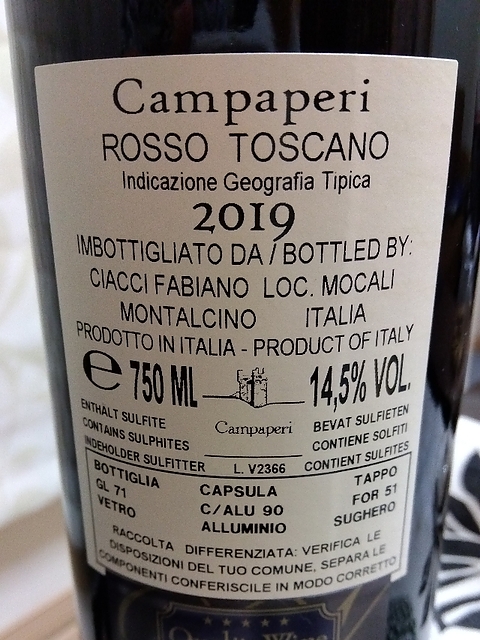 Campaperi
ROSSO TOSCANO
Indicazione Geografia Tipica
2019
IMBOTTIGLIATO DA / BOTTLED BY:
CIACCI FABIANO LOC. MOCALI
MONTALCINO ITALIA
PRODOTTO IN ITALIA - PRODUCT OF ITALY
e 750 ML 14,5% VOL.
Campaperi
ENTHÄLT SULFITE
CONTAINS SULPHITES
INDEHOLDER SULFITTER
L. V2366
BEVAT SULFIETEN
CONTIENE SOLFITI
CONTIENT SULFITES
BOTTIGLIA
GL 71
VETRO
CAPSULA
C/ALU 90
ALLUMINIO
TAPPO
FOR 51
SUGHERO
RACCOLTA DIFFERENZIATA: VERIFICA LE
DISPOSIZIONI DEL TUO COMUNE, SEPARA LE
COMPONENTI CONFERISCILE IN MODO CORRETTO